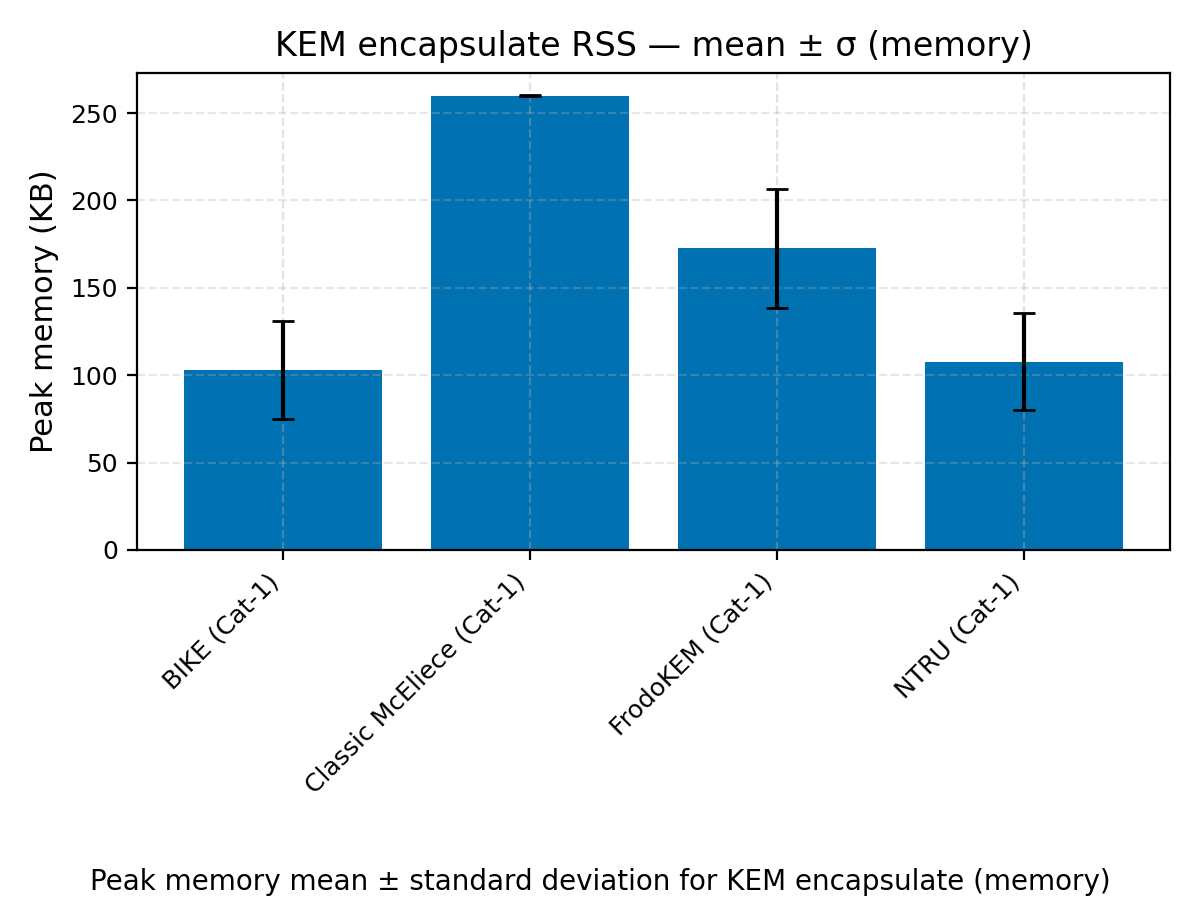 KEM encapsulate RSS — mean ± σ (memory)
Peak memory (KB)
250
200
150
100
50
0
BIKE (Cat-1)
Classic McEliece (Cat-1)
FrodoKEM (Cat-1)
NTRU (Cat-1)
Peak memory mean ± standard deviation for KEM encapsulate (memory)